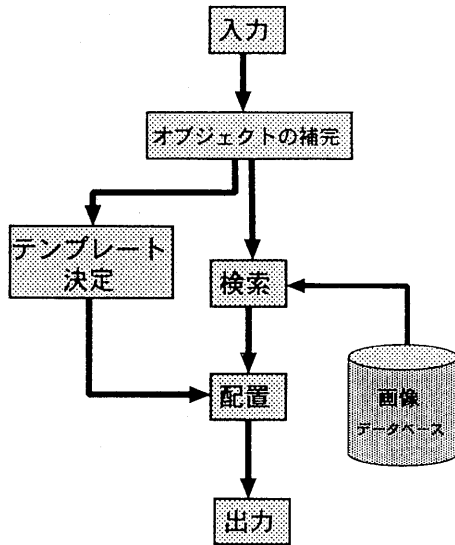 入力
オブジェクトの補完
テンプレート
決定
検索
画像
データベース
配置
出力